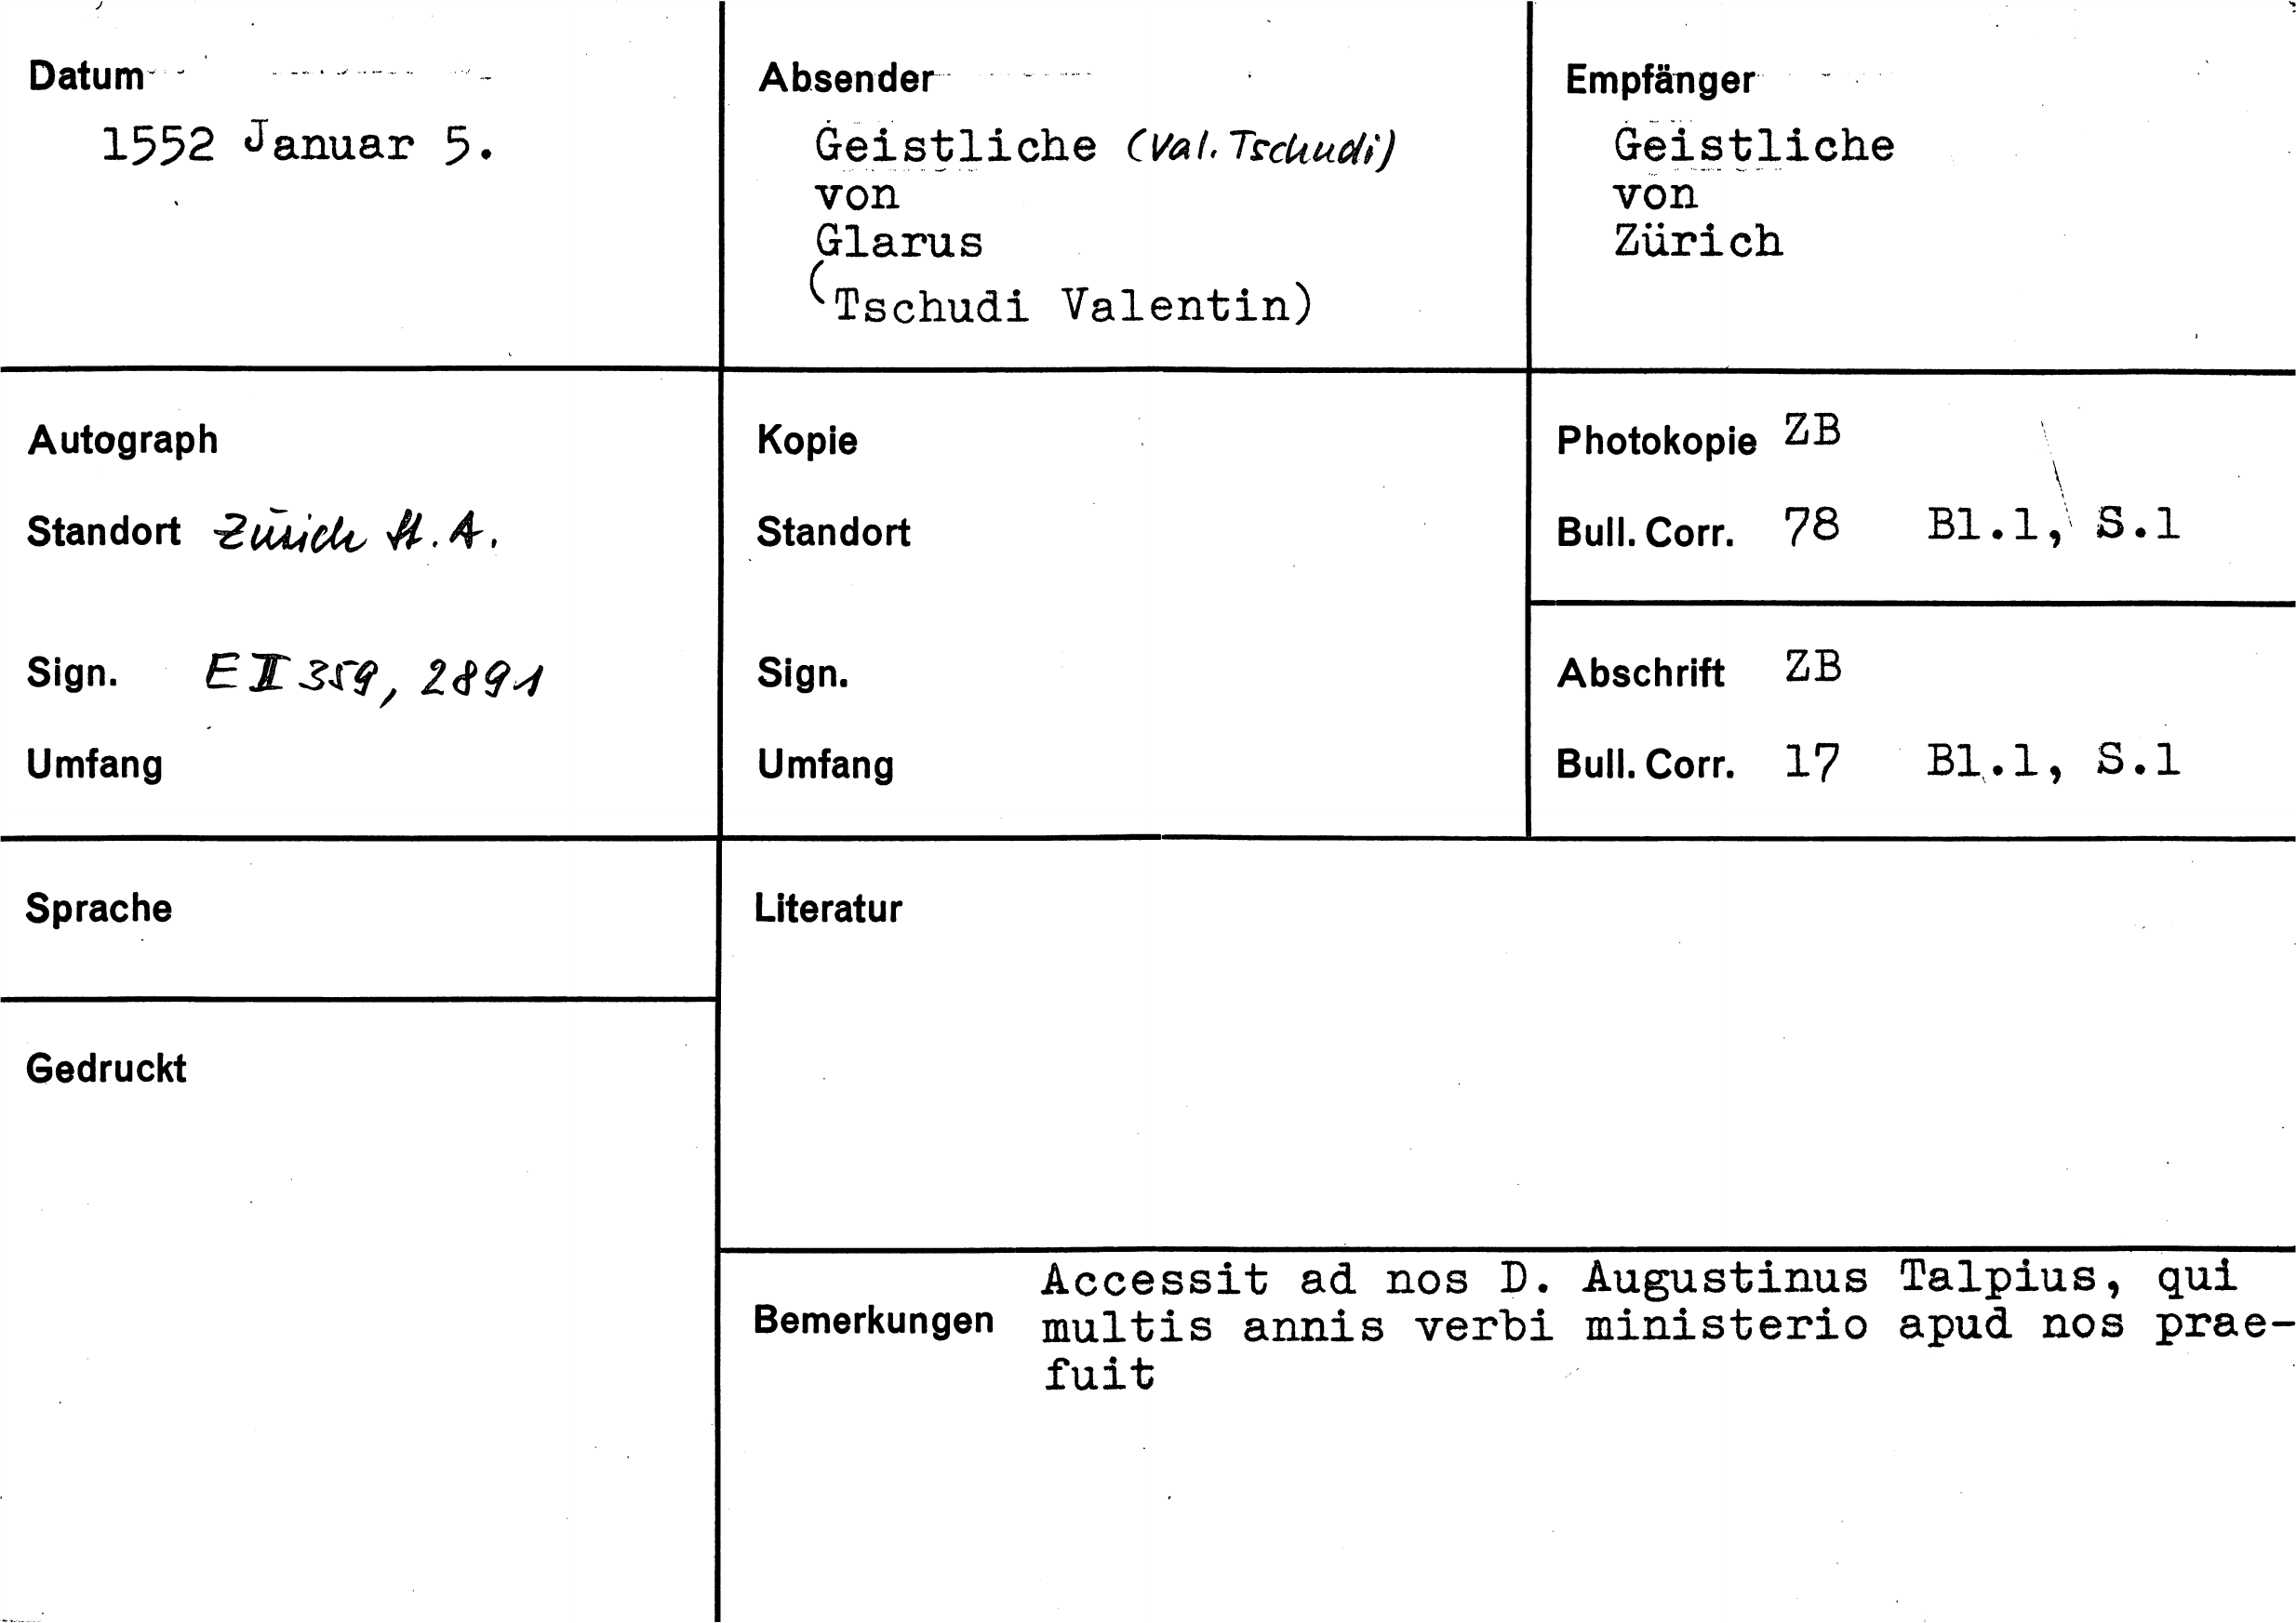 Datum
1552 Januar 5.
Absender
Geistliche (Val. Tschudi)
von
Glarus
(Tschudi Valentin)
Empfänger
Geistliche
von
Zürich
Autograph
Standort Zürich St. A.
Sign. E II 359, 2891
Umfang
Kopie
Standort
Sign.
Umfang
Photokopie ZB
Bull. Corr. 78 Bl.1, S.1
Abschrift ZB
Bull. Corr. 17 Bl.1, S.1
Sprache
Gedruckt
Literatur
Bemerkungen
Accessit ad nos D. Augustinus Talpius, qui
multis annis verbi ministerio apud nos prae-
fuit